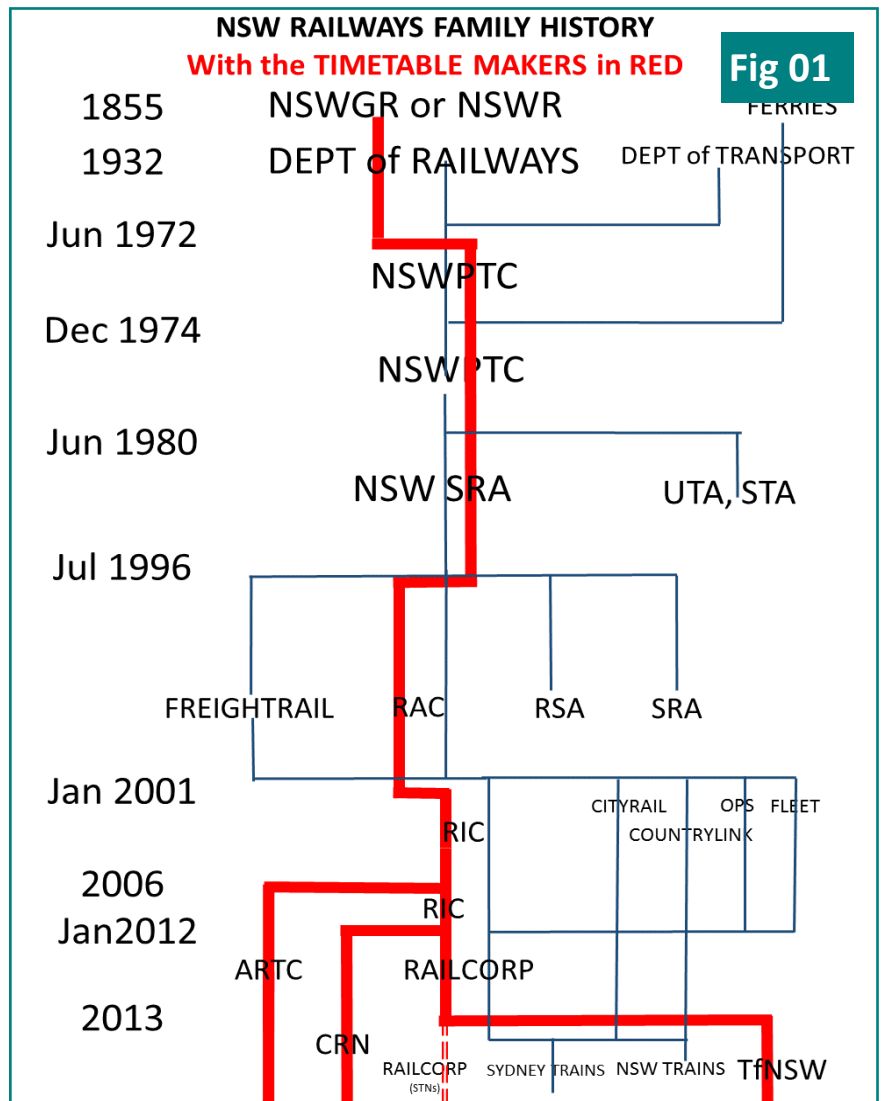 NSW RAILWAYS FAMILY HISTORY
With the TIMETABLE MAKERS in RED
Fig 01
1855 NSWGR or NSWR FERRIES
1932 DEPT of RAILWAYS DEPT of TRANSPORT
Jun 1972
NSWPTC
Dec 1974
NSWPTC
Jun 1980
NSW SRA UTA, STA
Jul 1996
FREIGHTRAIL RAC RSA SRA
Jan 2001
CITYRAIL OPS FLEET
RIC COUNTRYLINK
2006
RIC
Jan2012
ARTC RAILCORP
2013
CRN
RAILCORP SYDNEY TRAINS NSW TRAINS TfNSW
(STNs)